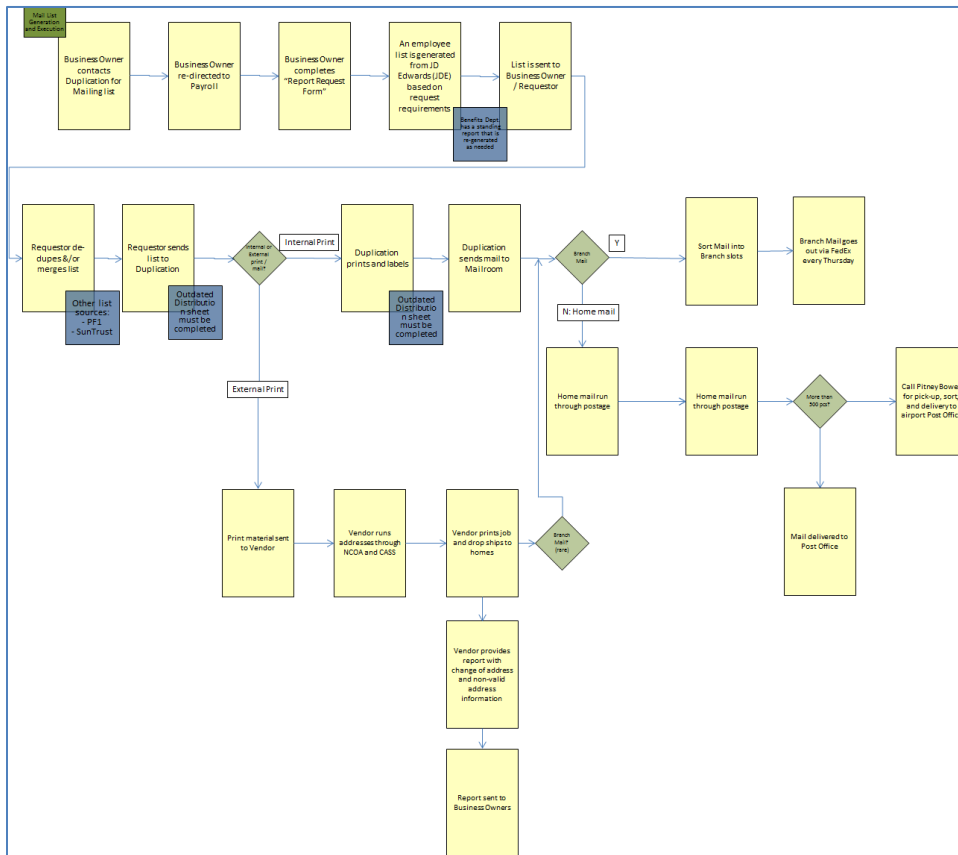 Mail List
Generation
and Execution
Business Owner
contacts
Duplication for
Mailing list
Business Owner
re-directed to
Payroll
Business Owner
completes
“Report Request
Form”
An employee
list is generated
from JD
Edwards (JDE)
based on
request
requirements
List is sent to
Business Owner
/ Requestor
Benefits Dept.
has a standing
report that is
re-generated
as needed
Requestor de-
dupes &/or
merges list
Other list
sources:
- PF1
- SunTrust
Requestor sends
list to
Duplication
Outdated
Distributio
n sheet
must be
completed
Internal or
External
print /
mail?
Internal Print
Duplication
prints and labels
Outdated
Distributio
n sheet
must be
completed
Duplication
sends mail to
Mail room
Branch
Mail
Y
Sort Mail into
Branch slots
Branch Mail goes
out via FedEx
every Thursday
N: Home mail
External Print
Home mail run
through postage
Home mail run
through postage
More than
500 pcs?
Call Pitney Bowe
for pick-up, sort,
and delivery to
airport Post Offic
Print material sent
to Vendor
Vendor runs
addresses through
NCOA and CASS
Vendor prints job
and drop ships to
homes
Branch
Mail?
(rare)
Mail delivered to
Post Office
Vendor provides
report with
change of address
and non-valid
address
information
Report sent to
Business Owners